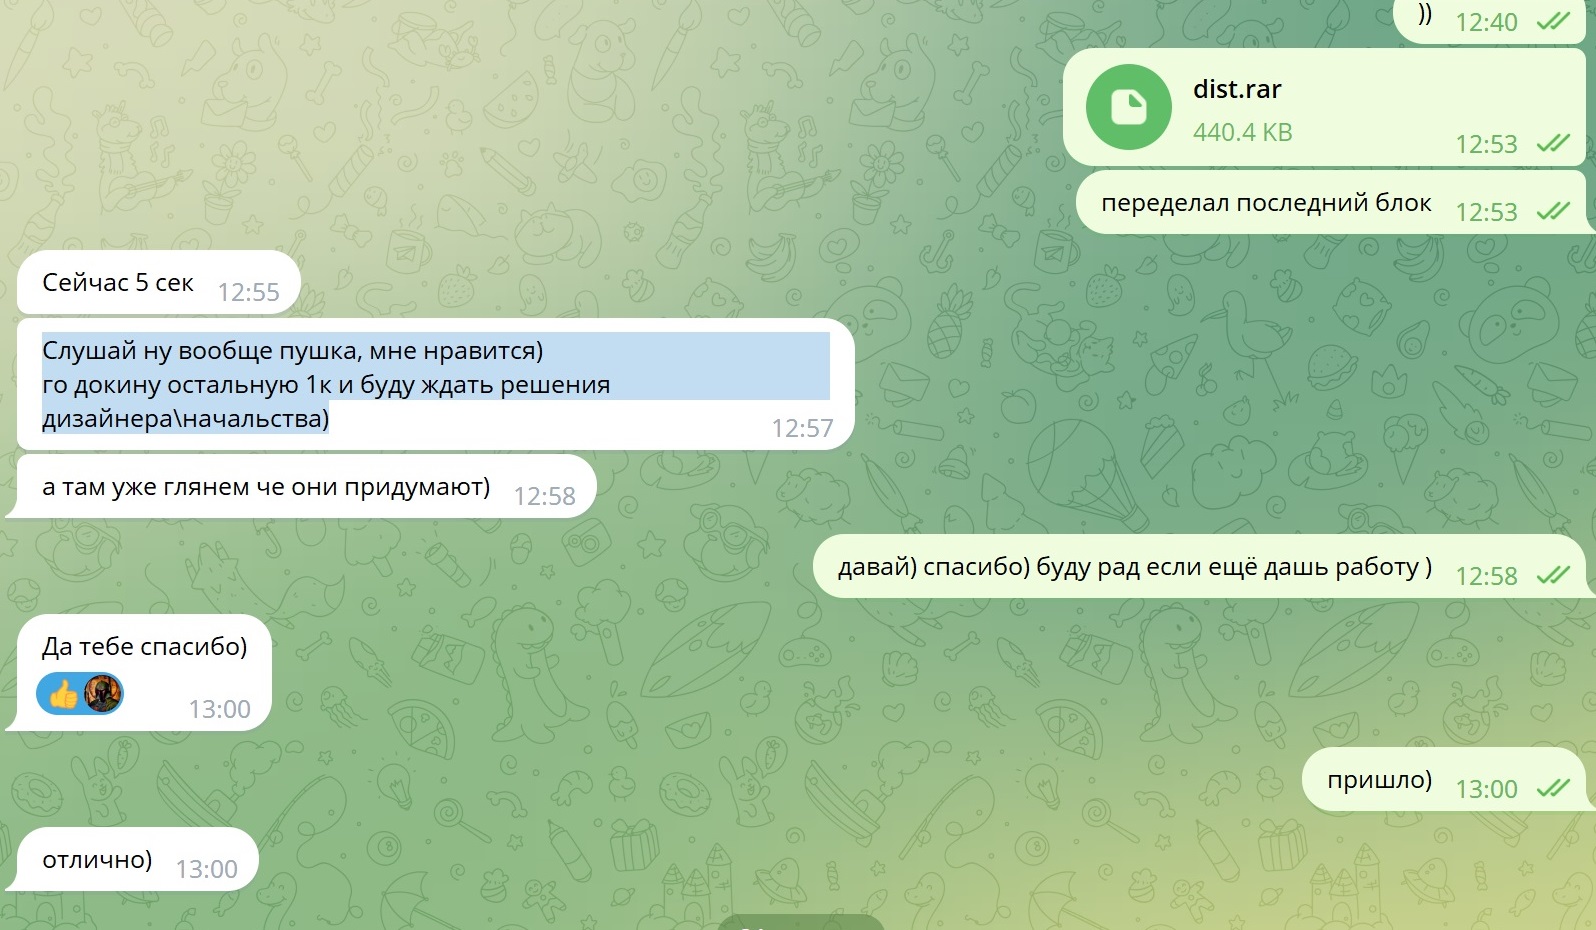 )) 12:40
dist.rar
440.4 KB 12:53
переделал последний блок 12:53
Сейчас 5 сек 12:55
Слушай ну вообще пушка, мне нравится)
го докину остальную 1к и буду ждать решения
дизайнера\начальства) 12:57
а там уже глянем че они придумают) 12:58
давай) спасибо) буду рад если ещё дашь работу ) 12:58
Да тебе спасибо)
13:00
пришло) 13:00
отлично) 13:00